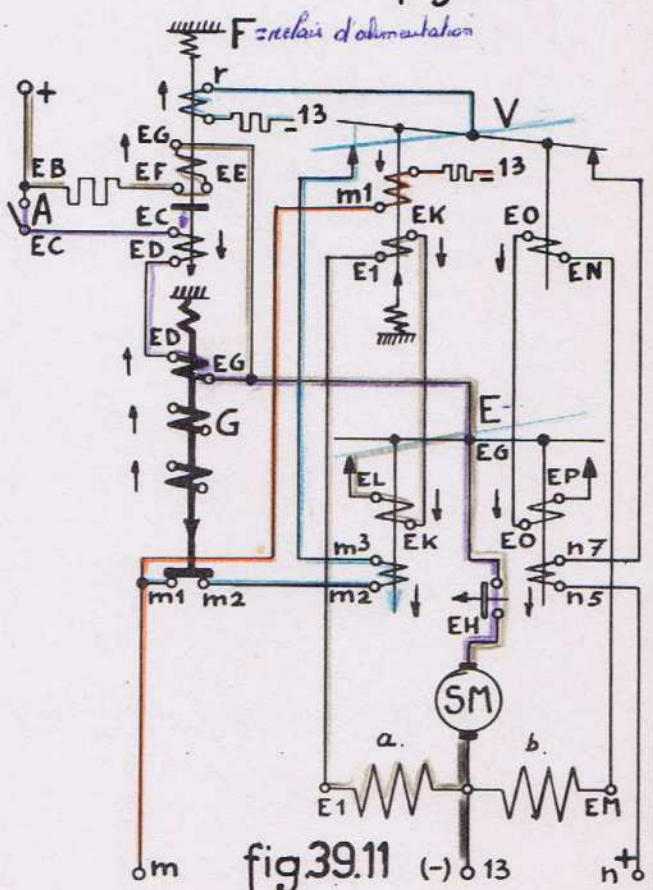 F = relais d'alimentation
r
+
13
V
EG
EB
EF
EE
13
m1
A
EC
EK
EO
EC
ED
E1
EN
ED
EG
E
G
EG
EL
EP
EK
EO
m3
n7
m1
m2
m2
n5
EH
SM
a.
b.
E1
EM
m
fig.39.11
(-)
13
n+